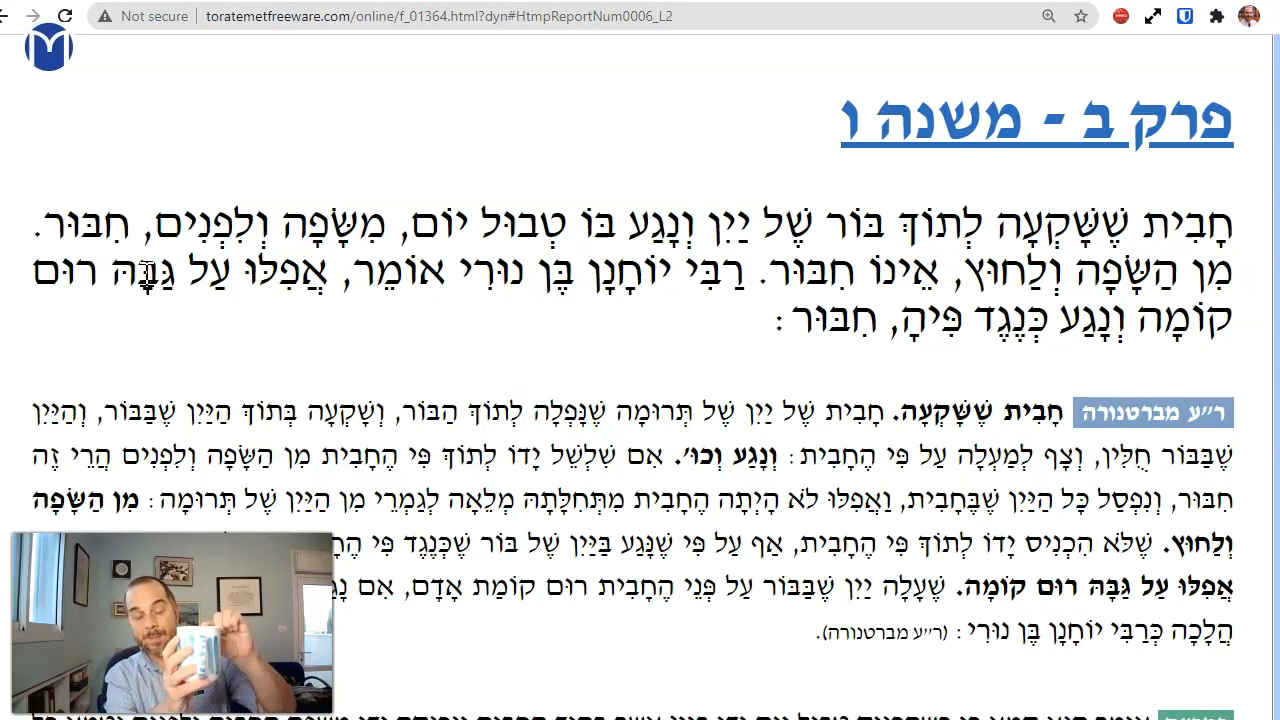 Not secure | toratemetfreeware.com/online/f_01364.html?dyn#HtmpReportNum0006_L2
פרק ב - משנה ו
חָבִית שֶׁשָּׁקְעָה לְתוֹךְ בּוֹר שֶׁל יַיִן וְנָגַע בּוֹ טְבוּל יוֹם, מִשָּׂפָה וְלִפְנִים, חִבּוּר.
מִן הַשָּׂפָה וְלַחוּץ, אֵינוֹ חִבּוּר. רַבִּי יוֹחָנָן בֶּן נוּרִי אוֹמֵר, אֲפִלּוּ עַל גַּבָּהּ רוּם
קוֹמָה וְנָגַע כְּנֶגֶד פִּיהָ, חִבּוּר:
ר״ע מברטנורה חָבִית שֶׁשָּׁקְעָה. חָבִית שֶׁל יַיִן שֶׁל תְּרוּמָה שֶׁנָּפְלָה לְתוֹךְ הַבּוֹר, וְשָׁקְעָה בְּתוֹךְ הַיַּיִן שֶׁבַּבּוֹר, וְהַיַּיִן
שֶׁבַּבּוֹר חֻלִּין, וְצָף לְמַעְלָה עַל פִּי הֶחָבִית: וְנָגַע וְכוּ׳. אִם שִׁלְשֵׁל יָדוֹ לְתוֹךְ פִּי הֶחָבִית מִן הַשָּׂפָה וְלִפְנִים הֲרֵי זֶה
חִבּוּר, וְנִפְסַל כָּל הַיַּיִן שֶׁבֶּחָבִית, וַאֲפִלּוּ לֹא הָיְתָה הֶחָבִית מִתְּחִלָּתָהּ מְלֵאָה לְגַמְרֵי מִן הַיַּיִן שֶׁל תְּרוּמָה: מִן הַשָּׂפָה
וְלַחוּץ. שֶׁלֹּא הִכְנִיס יָדוֹ לְתוֹךְ פִּי הֶחָבִית, אַף עַל פִּי שֶׁנָּגַע בַּיַּיִן שֶׁל בּוֹר שֶׁכְּנֶגֶד פִּי
אֲפִלּוּ עַל גַּבָּהּ רוּם קוֹמָה. שֶׁעָלָה יַיִן שֶׁבַּבּוֹר עַל פְּנֵי הֶחָבִית רוּם קוֹמַת אָדָם, אִם
הֲלָכָה כְּרַבִּי יוֹחָנָן בֶּן נוּרִי: (ר״ע מברטנורה).